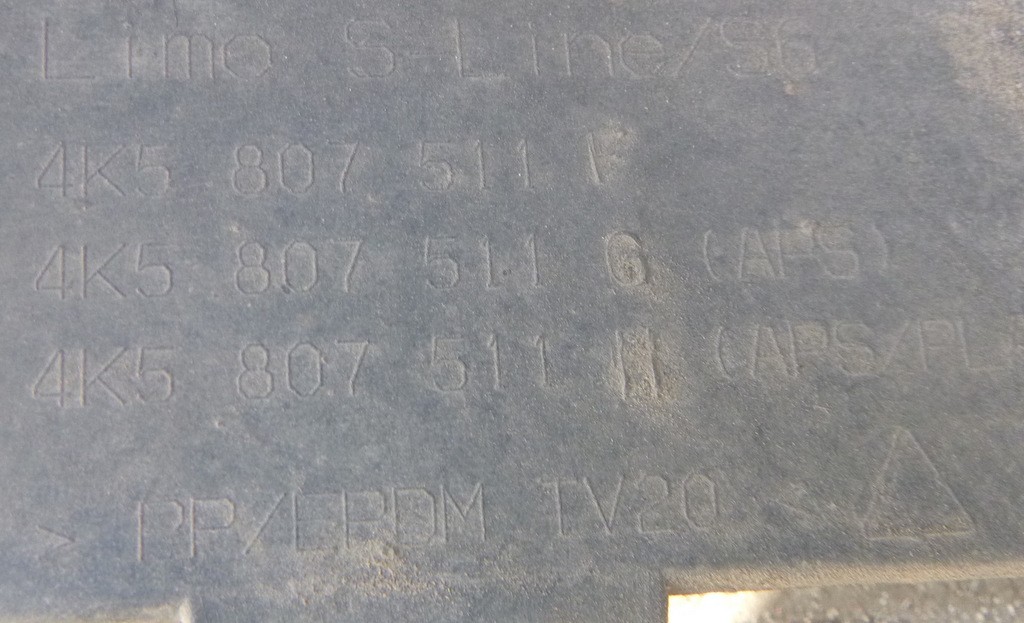 Limo S-Line/S6
4K5 807 511 F
4K5 807 511 G (APS)
4K5 807 511 H (APS/PL
> PP/EPDM TV20 <